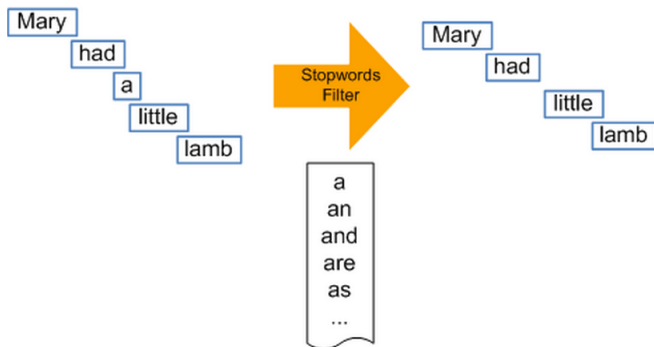 Mary
had
a
little
lamb
Stopwords
Filter
a
an
and
are
as
...
Mary
had
little
lamb